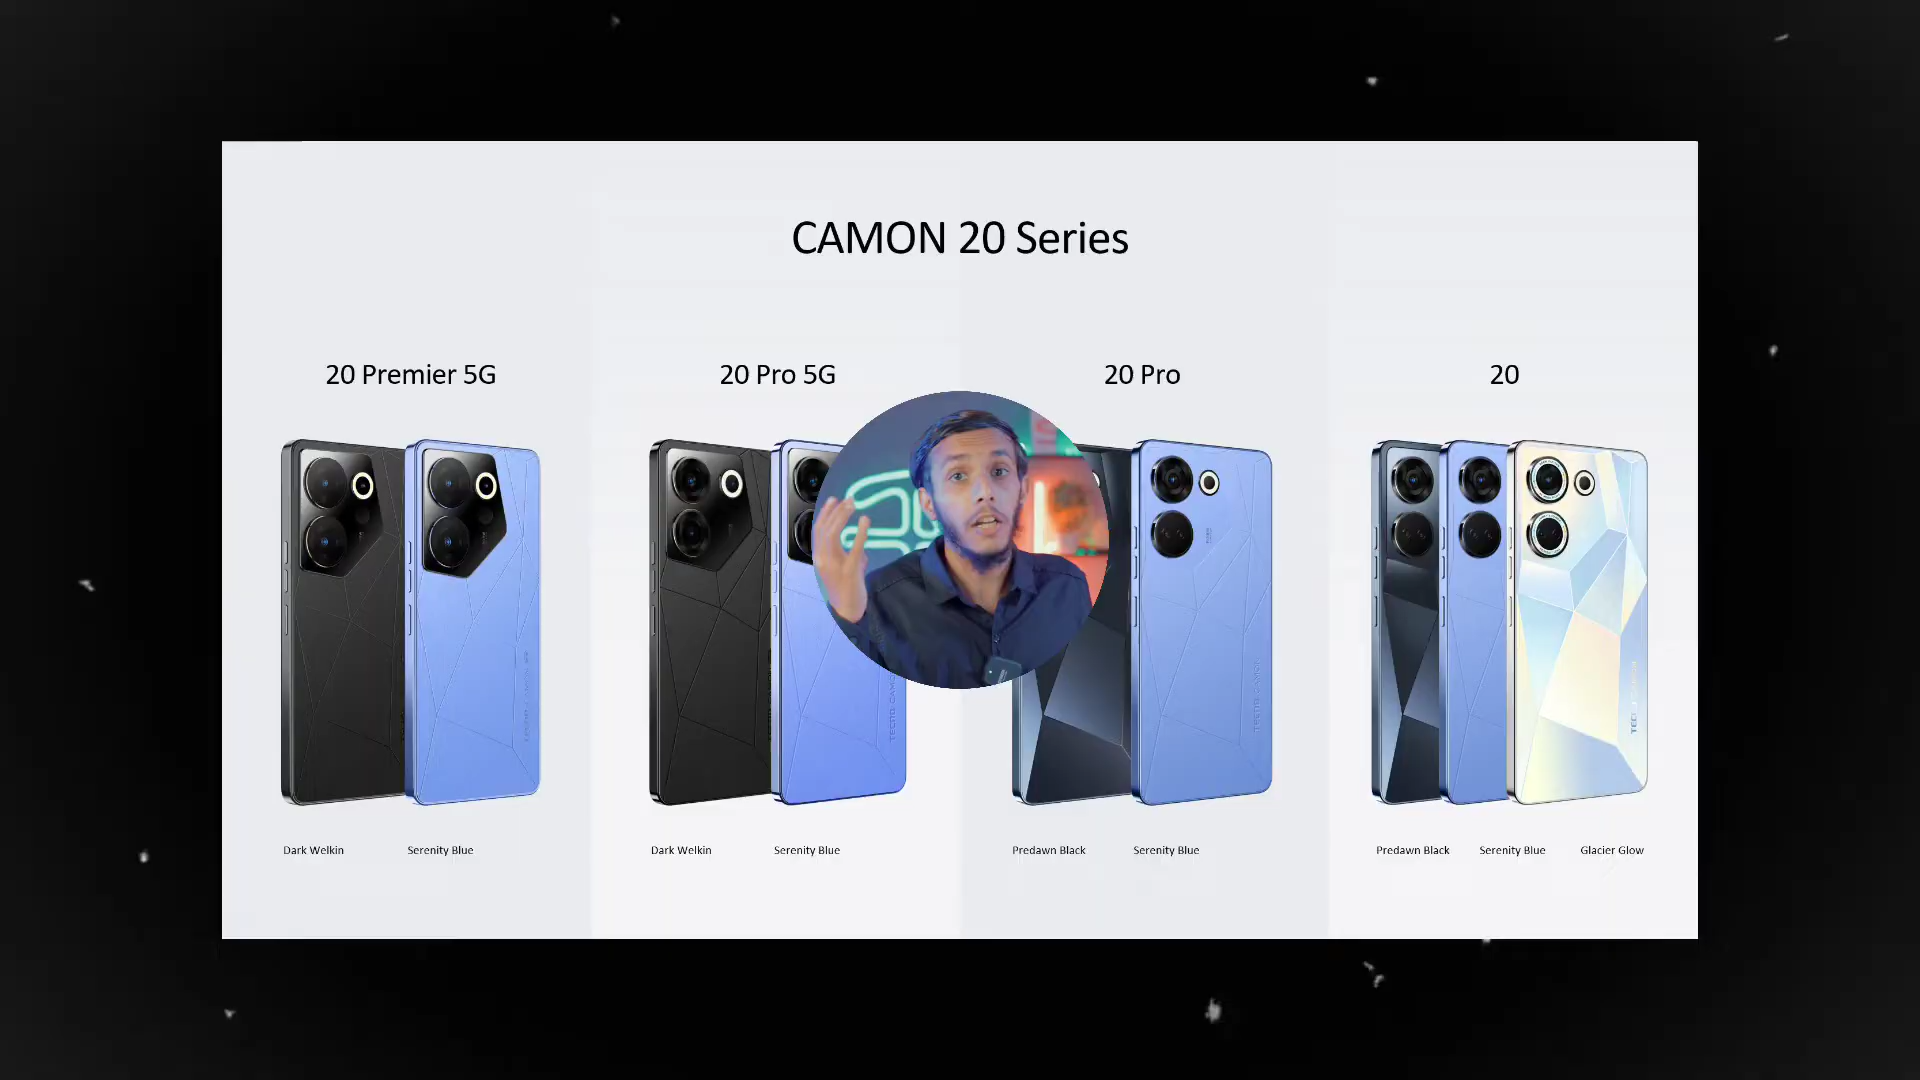 CAMON 20 Series
20 Premier 5G
20 Pro 5G
20 Pro
20
Dark Welkin
Serenity Blue
Dark Welkin
Serenity Blue
Predawn Black
Serenity Blue
Predawn Black
Serenity Blue
Glacier Glow